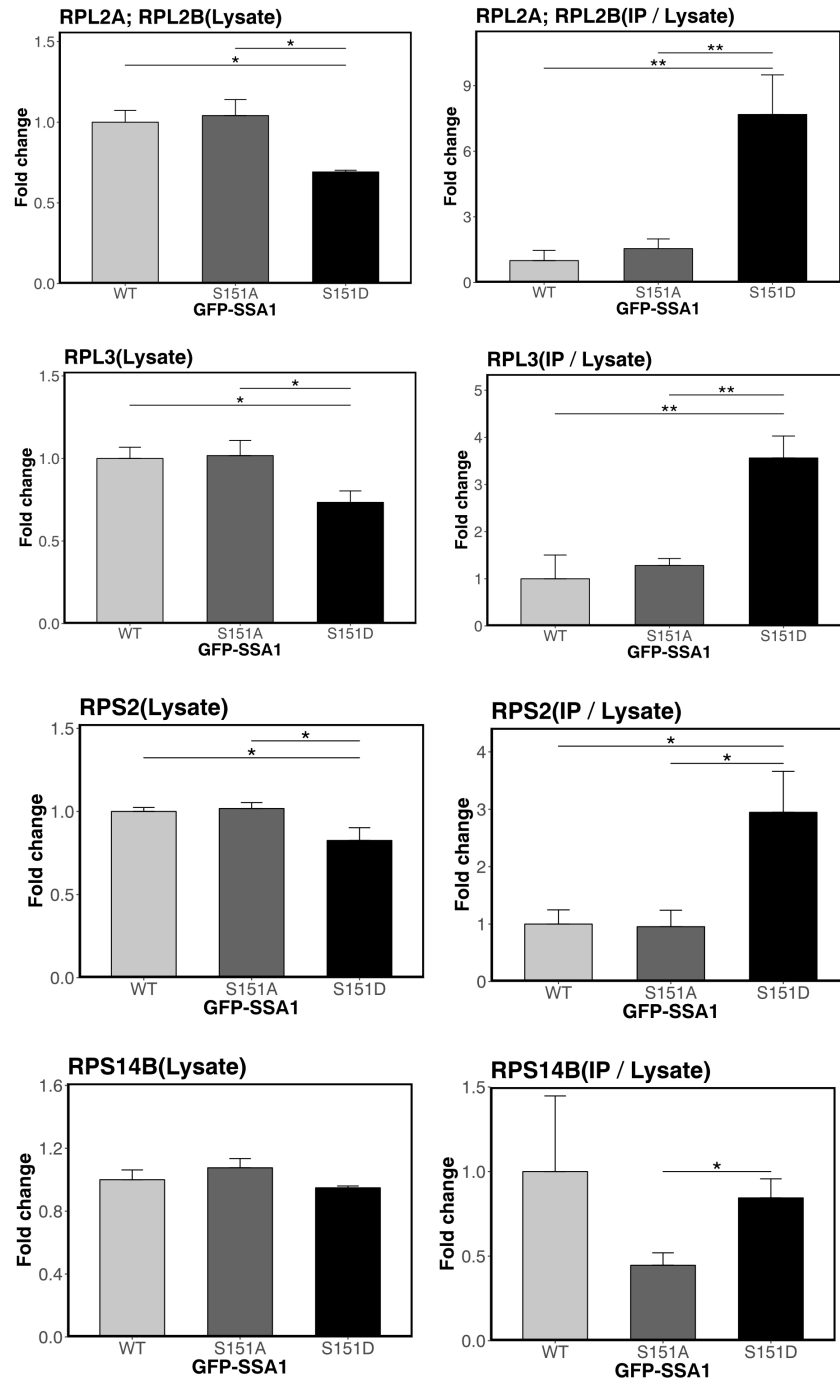 RPL2A; RPL2B(Lysate)
Fold change
1.5
1.0
0.5
0.0
*
*
WT
S151A
S151D
GFP-SSA1
RPL2A; RPL2B(IP / Lysate)
Fold change
9
6
3
0
**
**
WT
S151A
S151D
GFP-SSA1
RPL3(Lysate)
Fold change
1.5
1.0
0.5
0.0
*
*
WT
S151A
S151D
GFP-SSA1
RPL3(IP / Lysate)
Fold change
5
4
3
2
1
0
**
**
WT
S151A
S151D
GFP-SSA1
RPS2(Lysate)
Fold change
1.5
1.0
0.5
0.0
*
*
WT
S151A
S151D
GFP-SSA1
RPS2(IP / Lysate)
Fold change
4
3
2
1
0
*
*
WT
S151A
S151D
GFP-SSA1
RPS14B(Lysate)
Fold change
1.6
1.2
0.8
0.4
0.0
WT
S151A
S151D
GFP-SSA1
RPS14B(IP / Lysate)
Fold change
1.5
1.0
0.5
0.0
*
WT
S151A
S151D
GFP-SSA1